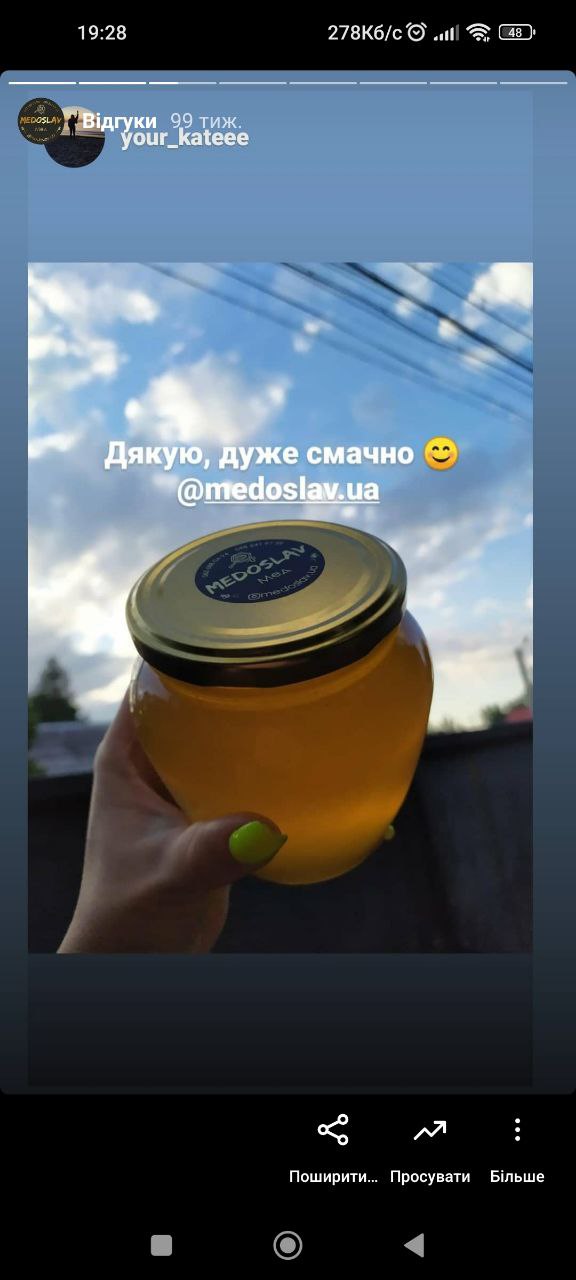 19:28
278Кб/с
48
MEDOSLAV
Відгуки 99 тиж.
your_kateee
Дякую, дуже смачно 😊
@medoslav.ua
MEDOSLAV
Мед
@medoslav.ua
Поширити...
Просувати
Більше